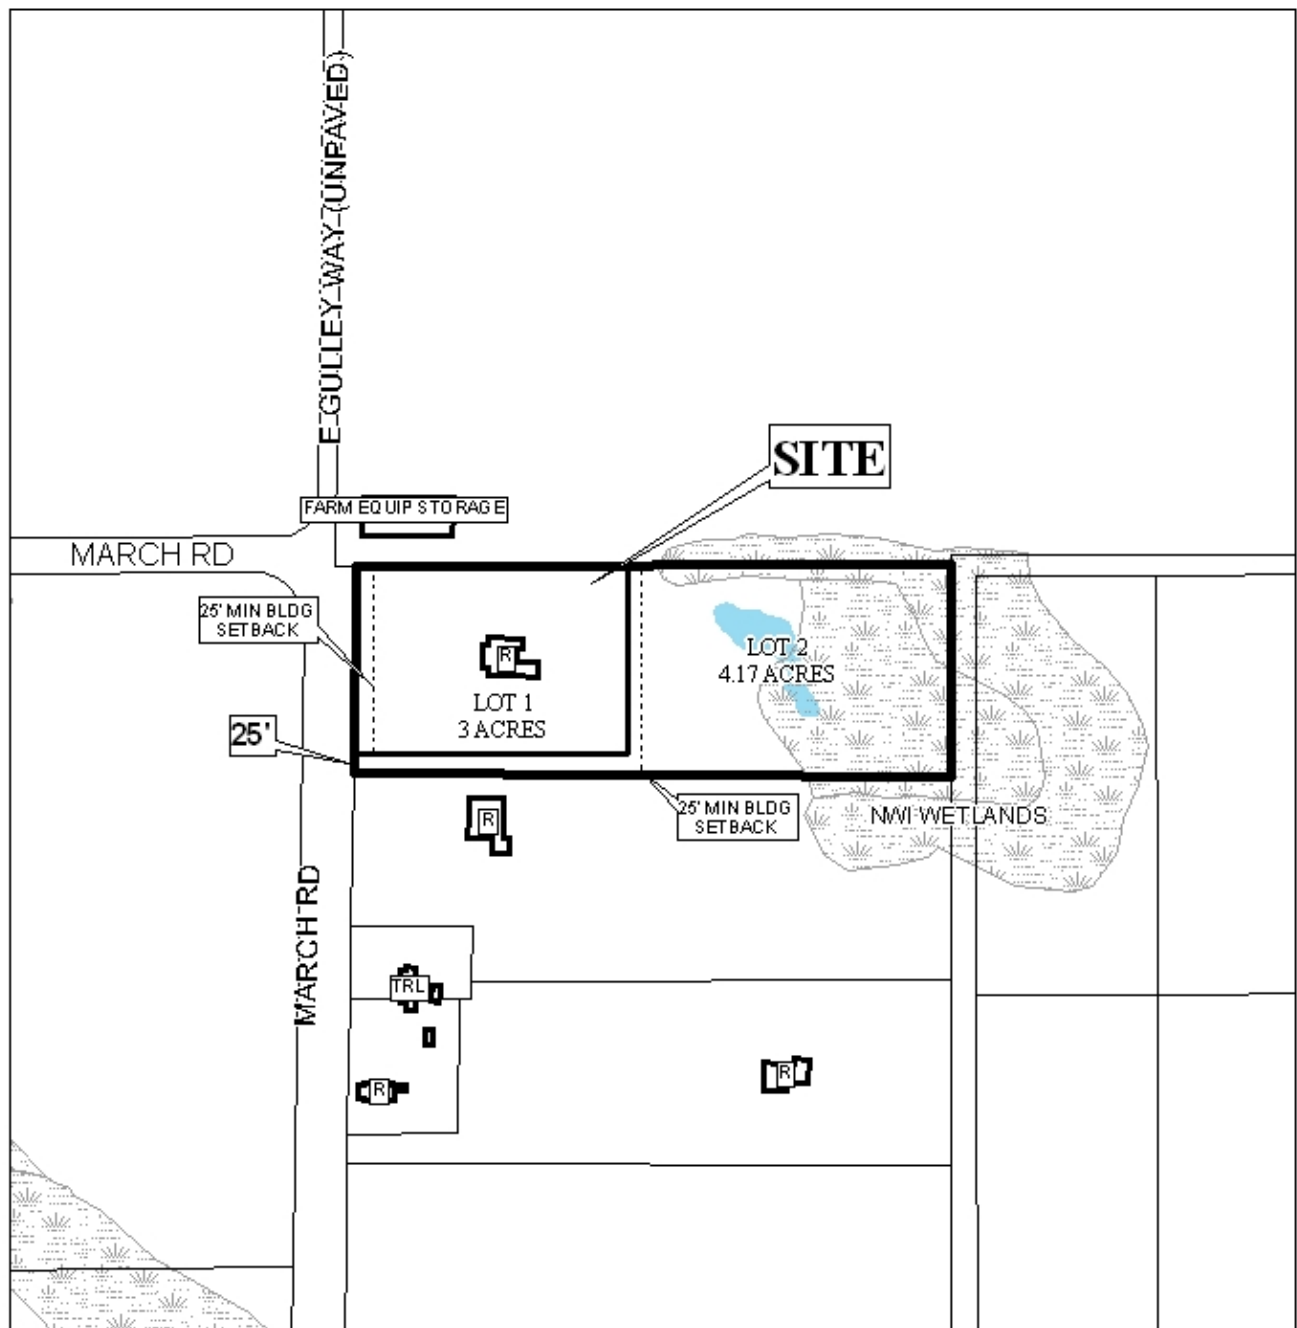 E GULLEY WAY (UNPAVED)
SITE
FARM EQUIP STORAGE
MARCH RD
25' MIN BLDG
SETBACK
R
LOT 1
3 ACRES
LOT 2
4.17 ACRES
25'
25' MIN BLDG
SETBACK
NWI WETLANDS
R
MARCH RD
TRL
R
R